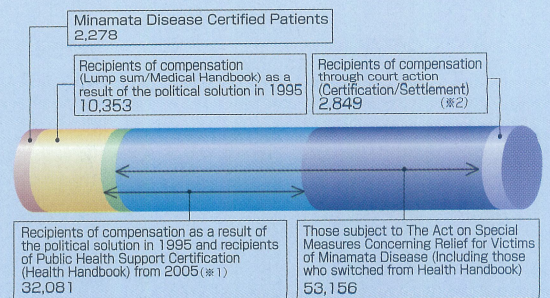 Minamata Disease Certified Patients
2,278
Recipients of compensation
(Lump sum/Medical Handbook) as a
result of the political solution in 1995
10,353
Recipients of compensation
through court action
(Certification/Settlement)
2,849 (※2)
Recipients of compensation as a result of
the political solution in 1995 and recipients
of Public Health Support Certification
(Health Handbook) from 2005(※1)
32,081
Those subject to The Act on Special
Measures Concerning Relief for Victims
of Minamata Disease (Including those
who switched from Health Handbook)
53,156